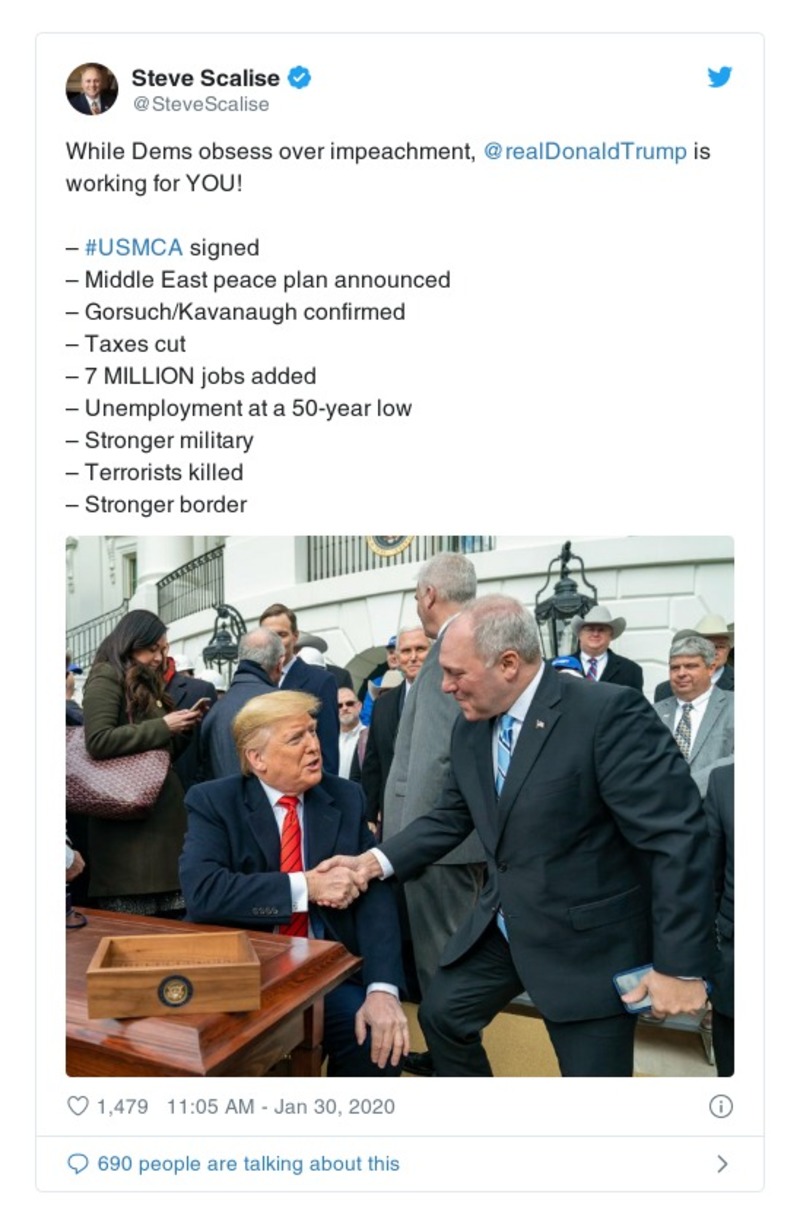 Steve Scalise
@SteveScalise
While Dems obsess over impeachment, @realDonaldTrump is
working for YOU!
– #USMCA signed
– Middle East peace plan announced
– Gorsuch/Kavanaugh confirmed
– Taxes cut
– 7 MILLION jobs added
– Unemployment at a 50-year low
– Stronger military
– Terrorists killed
– Stronger border
1,479 11:05 AM - Jan 30, 2020
690 people are talking about this